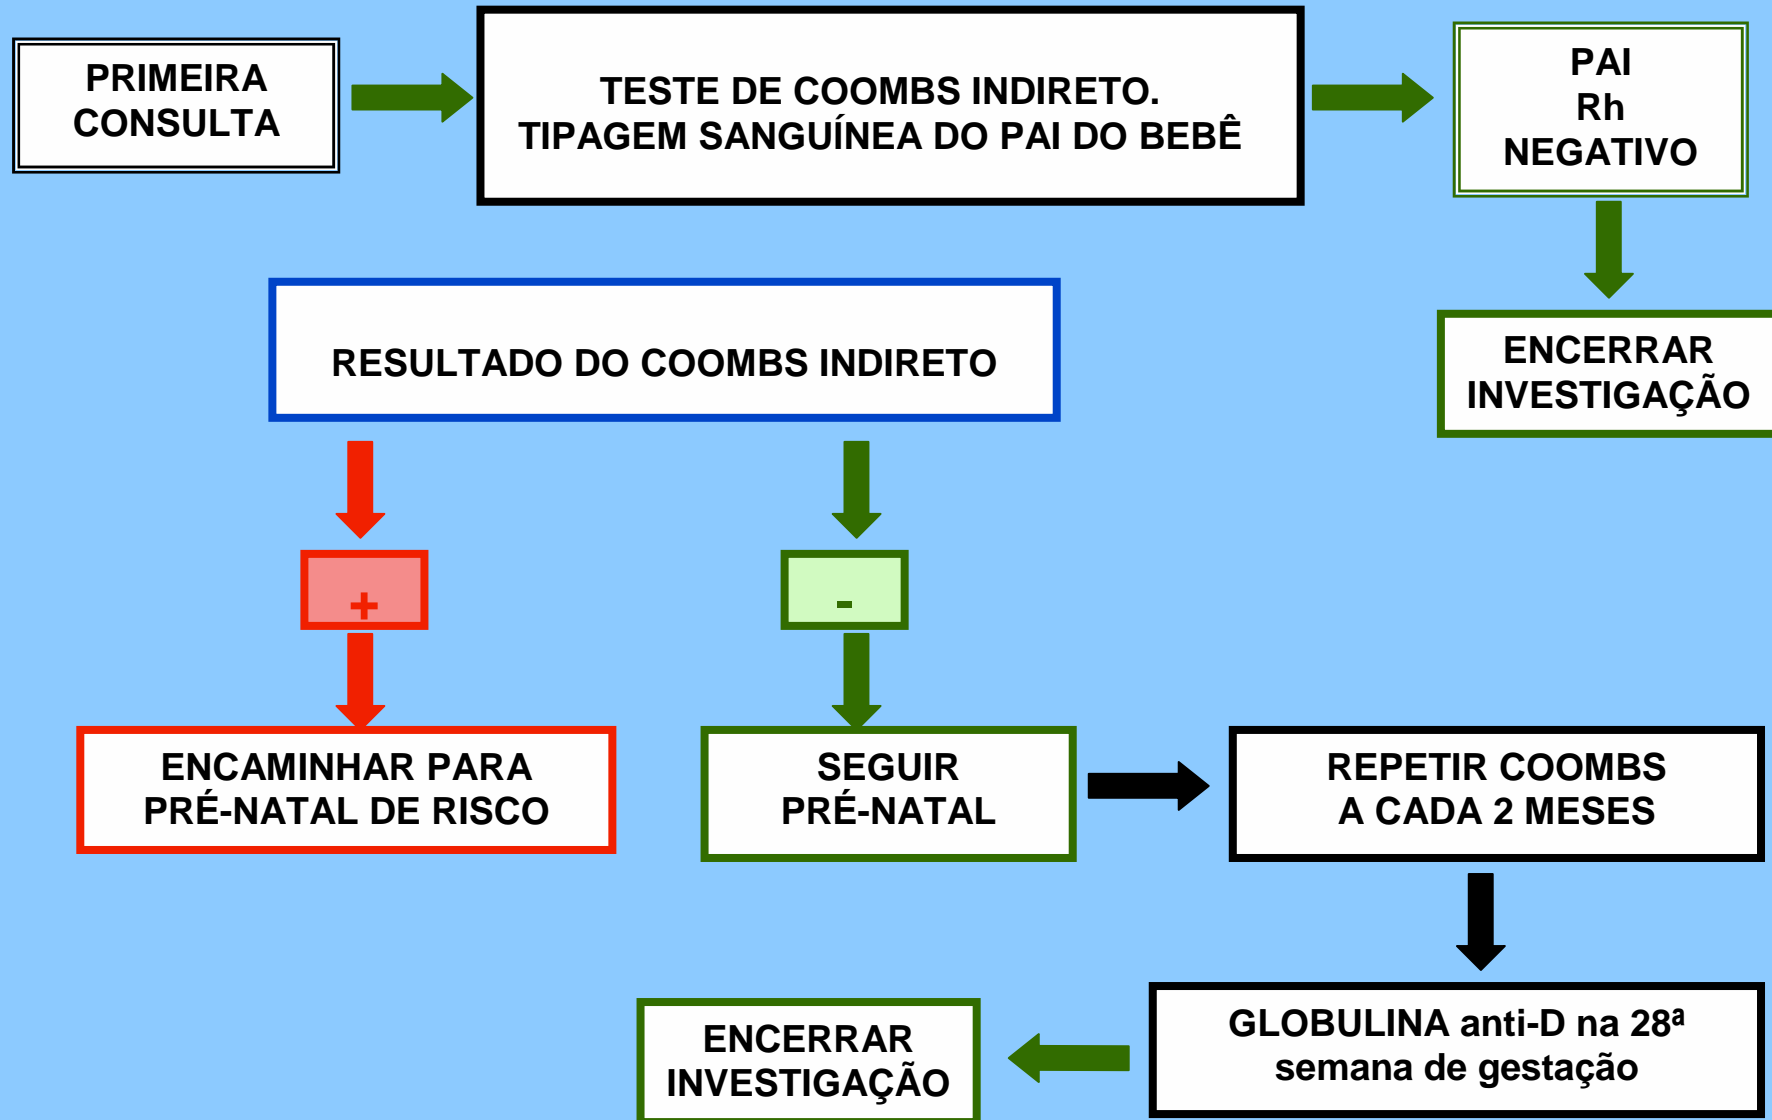 PRIMEIRA
CONSULTA
TESTE DE COOMBS INDIRETO.
TIPAGEM SANGUÍNEA DO PAI DO BEBÊ
PAI
Rh
NEGATIVO
ENCERRAR
INVESTIGAÇÃO
RESULTADO DO COOMBS INDIRETO
+
-
ENCAMINHAR PARA
PRÉ-NATAL DE RISCO
SEGUIR
PRÉ-NATAL
REPETIR COOMBS
A CADA 2 MESES
GLOBULINA anti-D na 28ª
semana de gestação
ENCERRAR
INVESTIGAÇÃO